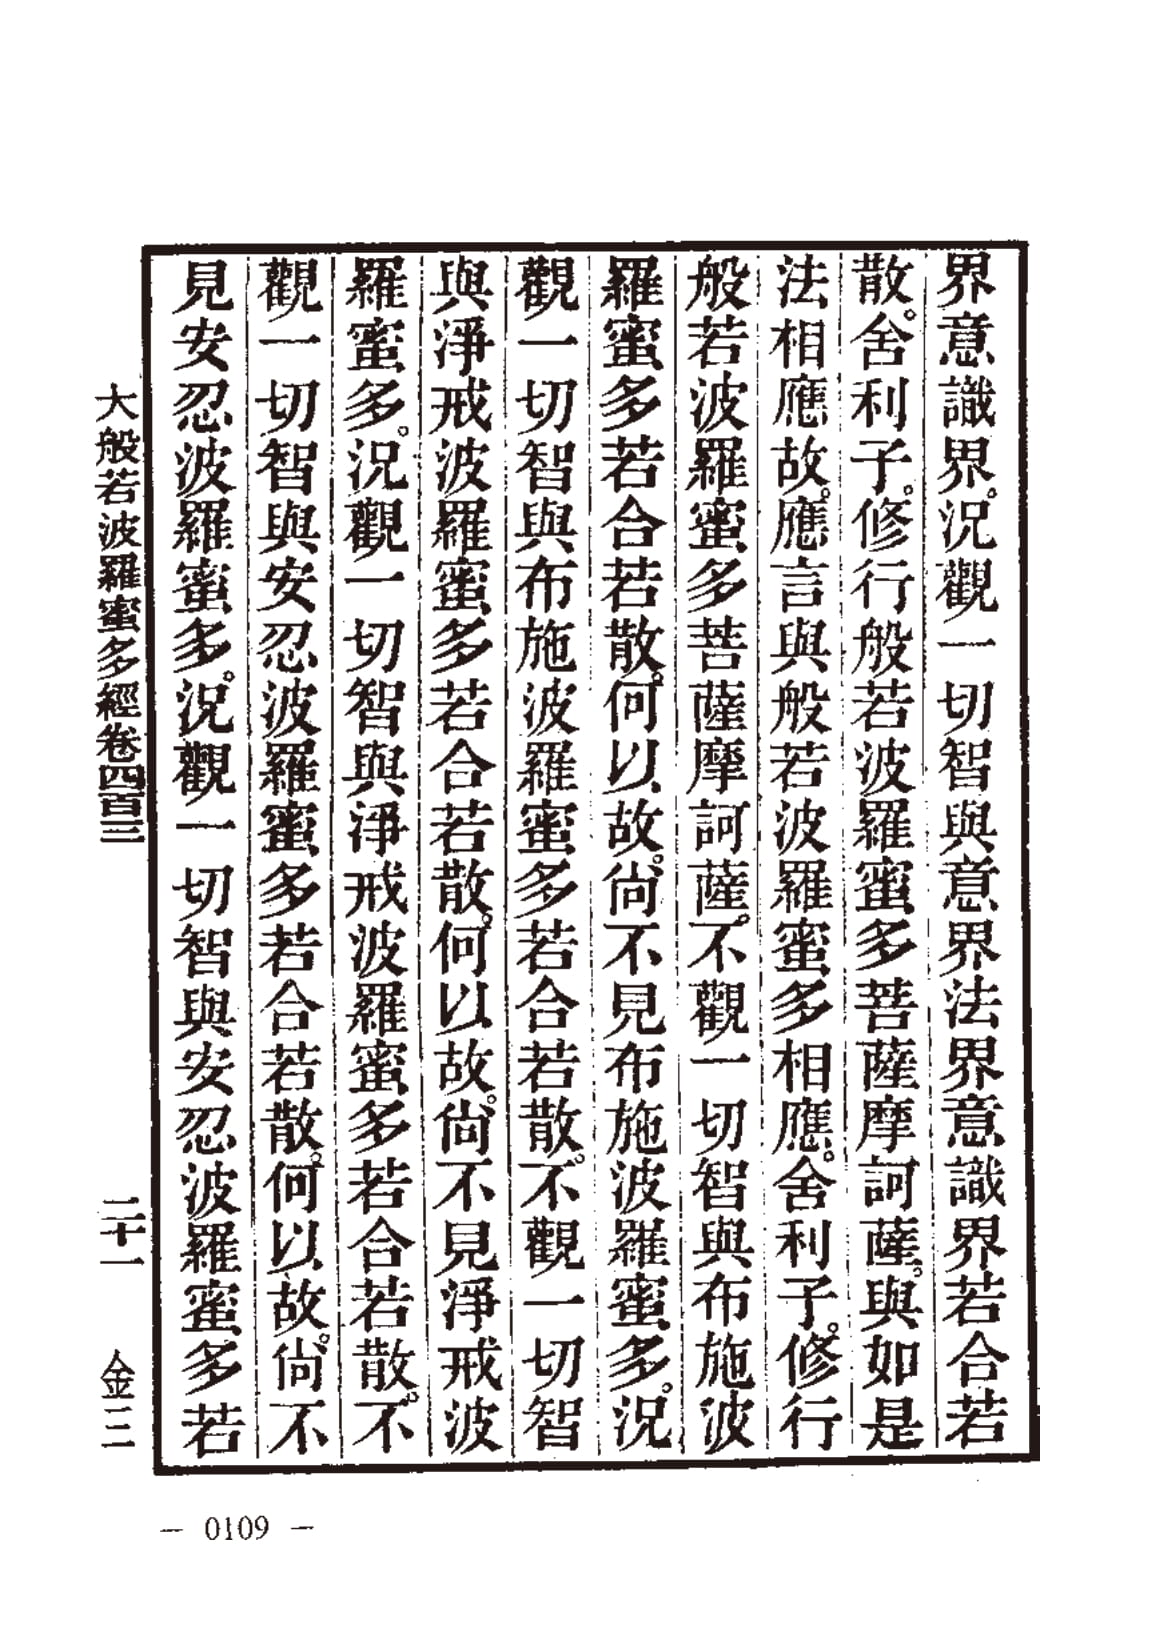 界意識界。況觀一切智與意界法界意識界若合若
散。舍利子。修行般若波羅蜜多菩薩摩訶薩。與如是
法相應故。應言與般若波羅蜜多相應。舍利子。修行
般若波羅蜜多菩薩摩訶薩。不觀一切智與布施波
羅蜜多若合若散。何以故。尚不見布施波羅蜜多。況
觀一切智與布施波羅蜜多若合若散。不觀一切智
與淨戒波羅蜜多若合若散。何以故。尚不見淨戒波
羅蜜多。況觀一切智與淨戒波羅蜜多若合若散。不
觀一切智與安忍波羅蜜多若合若散。何以故。尚不
見安忍波羅蜜多。況觀一切智與安忍波羅蜜多若
大般若波羅蜜多經卷四百三 二十一 金三
— 0109 —